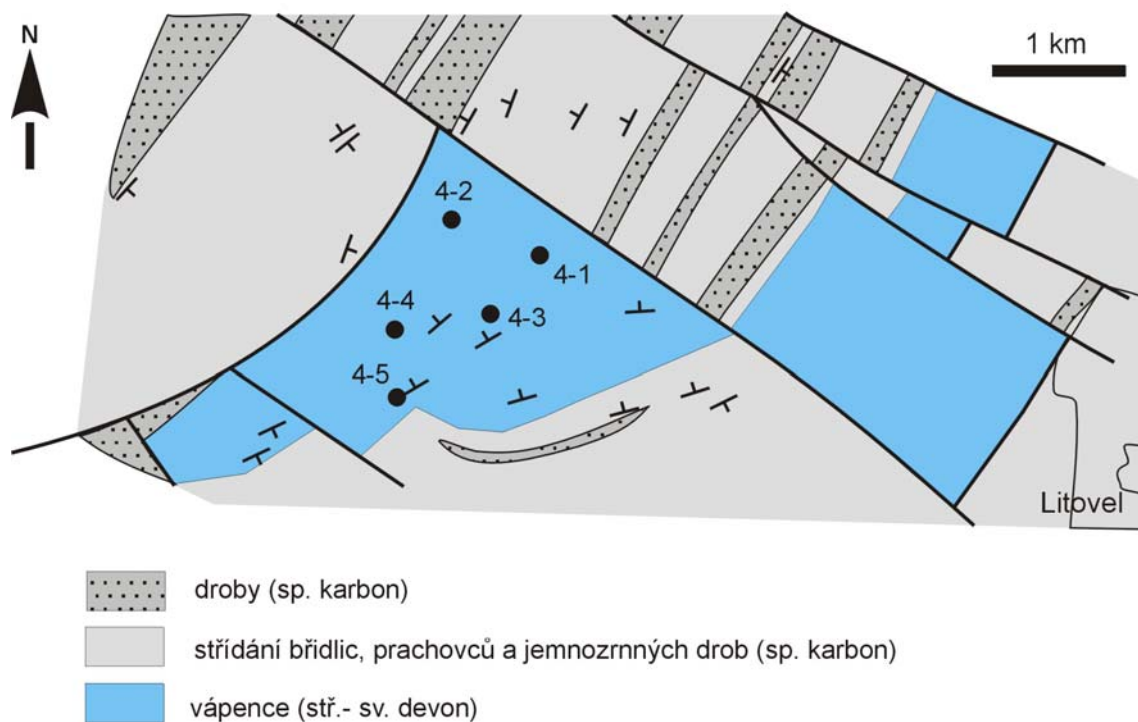 N
1 km
4-2
4-1
4-4
4-3
4-5
Litovel
droby (sp. karbon)
střídání břidlic, prachovců a jemnozrnných drob (sp. karbon)
vápence (stř.- sv. devon)